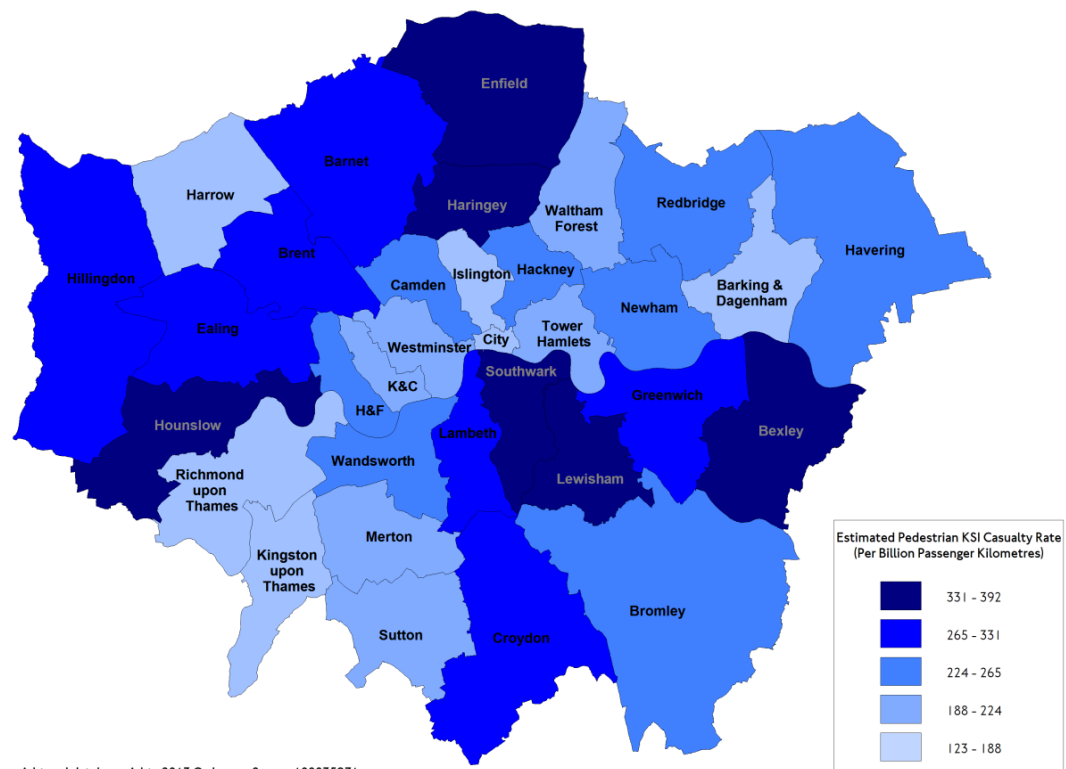 Enfield
Barnet
Harrow
Haringey
Waltham
Forest
Redbridge
Havering
Hillingdon
Brent
Camden
Islington
Hackney
Barking &
Dagenham
Newham
Ealing
Westminster
City
Tower
Hamlets
Southwark
K&C
H&F
Greenwich
Hounslow
Lambeth
Bexley
Wandsworth
Lewisham
Richmond
upon
Thames
Merton
Kingston
upon
Thames
Bromley
Sutton
Croydon
Estimated Pedestrian KSI Casualty Rate
(Per Billion Passenger Kilometres)
331 - 392
265 - 331
224 - 265
188 - 224
123 - 188